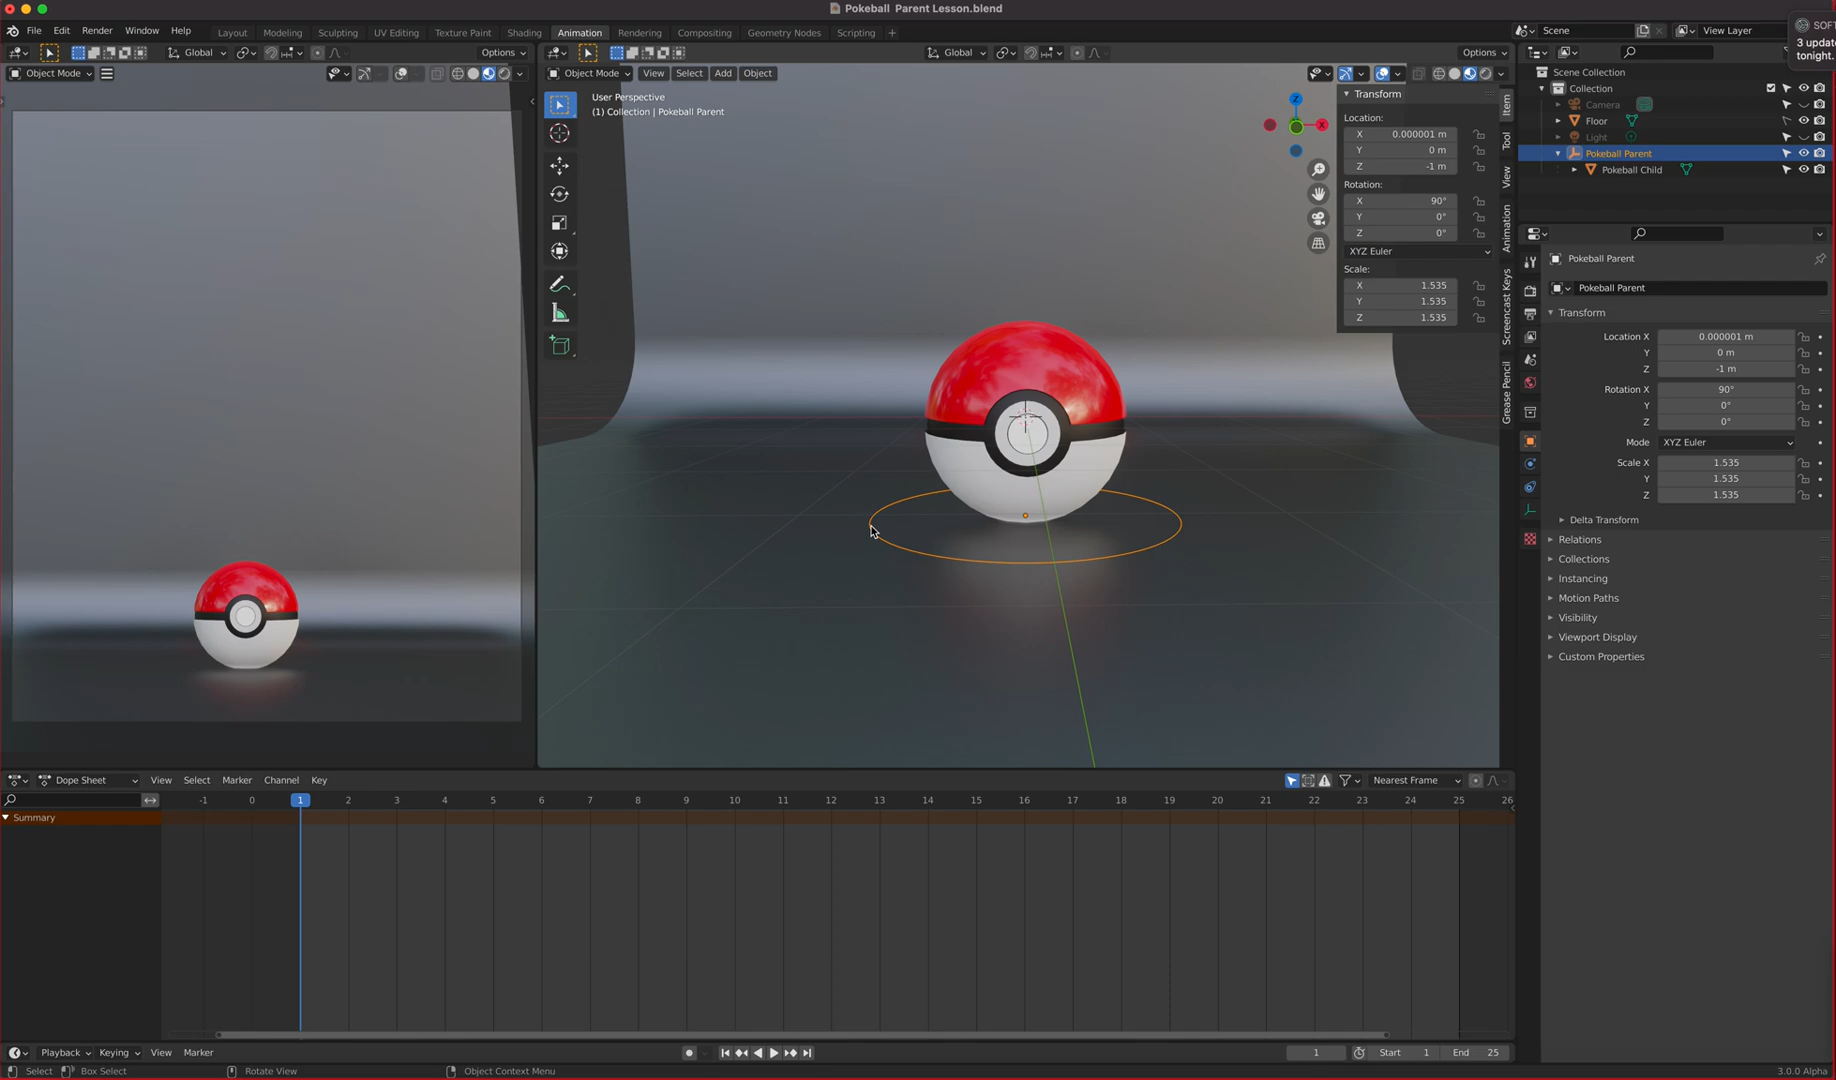 Pokeball Parent Lesson.blend
File Edit Render Window Help
Layout Modeling Sculpting UV Editing Texture Paint Shading Animation Rendering Compositing Geometry Nodes Scripting +
Scene View Layer
SOFT
3 update
tonight.
Global Options
Global Options
Object Mode
Object Mode View Select Add Object
User Perspective
(1) Collection | Pokeball Parent
Z
X
Transform
Location:
X 0.000001 m
Y 0 m
Z -1 m
Rotation:
X 90°
Y 0°
Z 0°
XYZ Euler
Scale:
X 1.535
Y 1.535
Z 1.535
Item
Tool
View
Animation
Screencast Keys
Grease Pencil
Scene Collection
Collection
Camera
Floor
Light
Pokeball Parent
Pokeball Child
Pokeball Parent
Pokeball Parent
Transform
Location X 0.000001 m
Y 0 m
Z -1 m
Rotation X 90°
Y 0°
Z 0°
Mode XYZ Euler
Scale X 1.535
Y 1.535
Z 1.535
Delta Transform
Relations
Collections
Instancing
Motion Paths
Visibility
Viewport Display
Custom Properties
Dope Sheet View Select Marker Channel Key Nearest Frame
-1 0 1 2 3 4 5 6 7 8 9 10 11 12 13 14 15 16 17 18 19 20 21 22 23 24 25 26
Summary
Playback Keying View Marker 1 Start 1 End 25
Select Box Select Rotate View Object Context Menu 3.0.0 Alpha